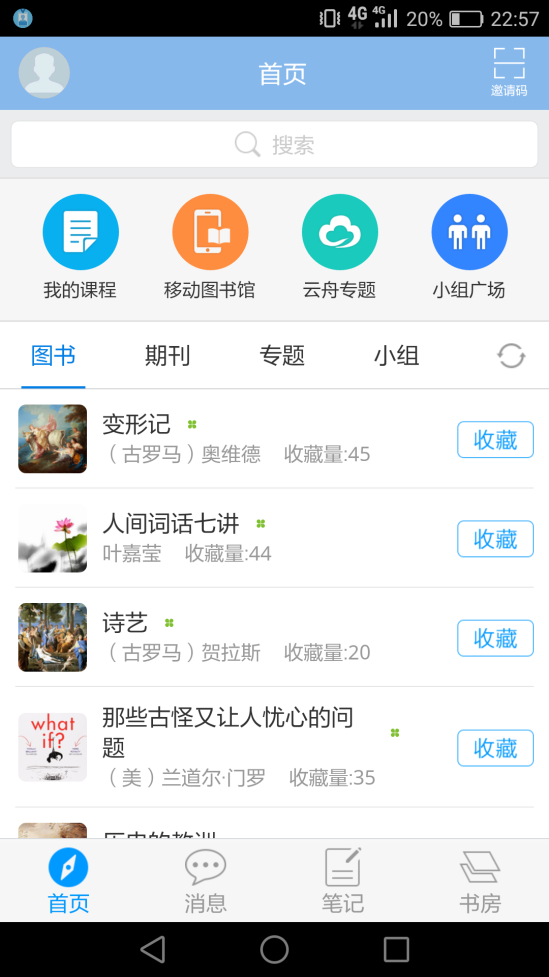 4G 4G 20% 22:57
首页
邀请码
搜索
我的课程 移动图书馆 云舟专题 小组广场
图书 期刊 专题 小组
变形记
收藏
（古罗马）奥维德 收藏量:45
人间词话七讲
收藏
叶嘉莹 收藏量:44
诗艺
收藏
（古罗马）贺拉斯 收藏量:20
what
if?
那些古怪又让人忧心的问
题
收藏
（美）兰道尔·门罗 收藏量:35
历史的教训
首页 消息 笔记 书房